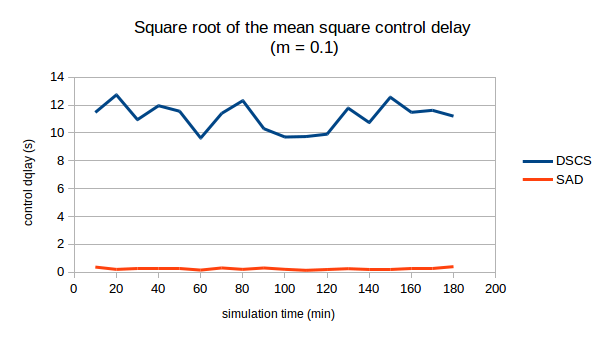 Square root of the mean square control delay
(m = 0.1)
14
12
10
8
6
4
2
0
control dqlay (s)
0 20 40 60 80 100 120 140 160 180 200
simulation time (min)
DSCS
SAD